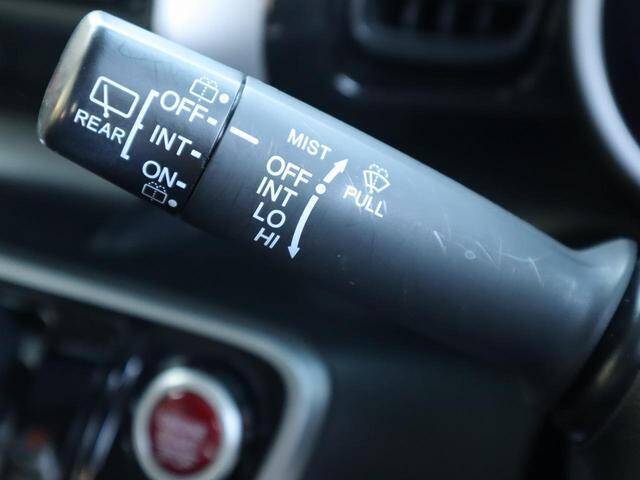 REAR
OFF
INT
ON
MIST
OFF
INT
LO
HI
PULL